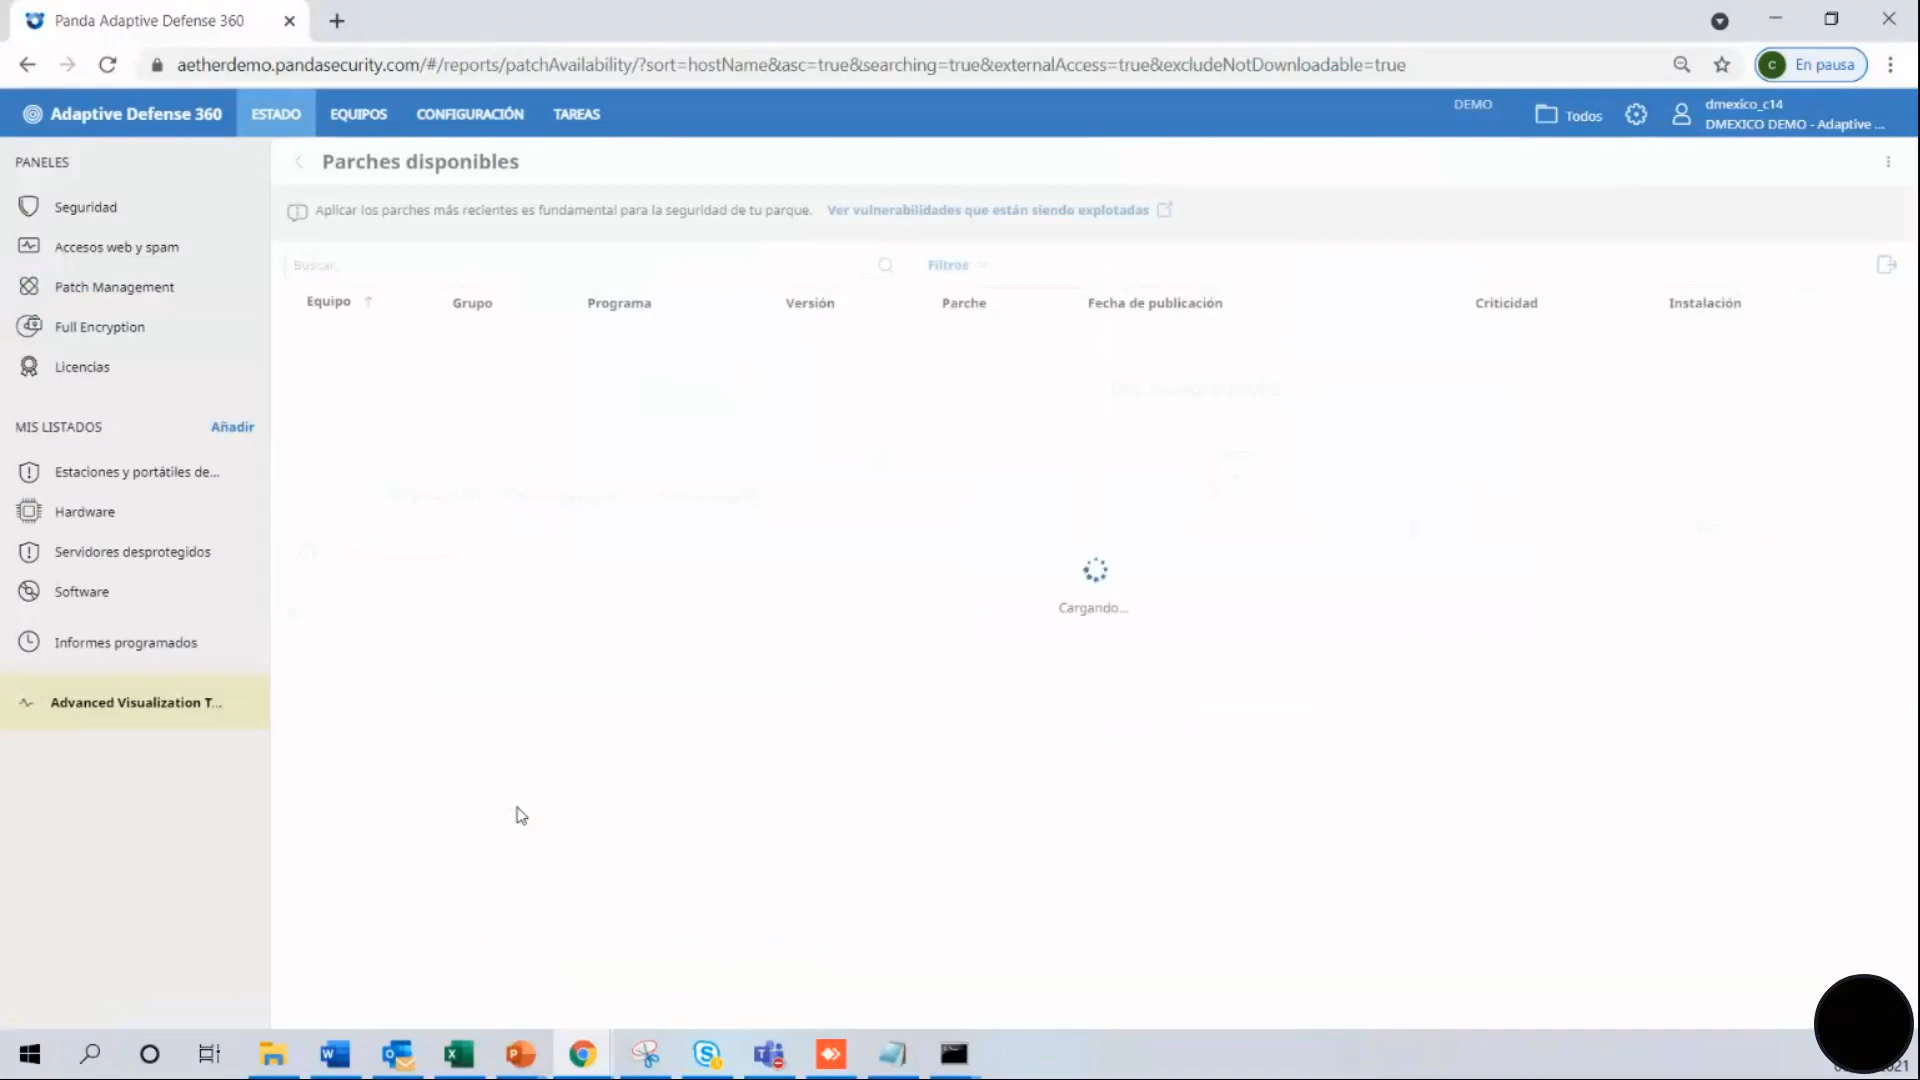 Panda Adaptive Defense 360
aetherdemo.pandasecurity.com/#/reports/patchAvailability/?sort=hostName&asc=true&searching=true&externalAccess=true&excludeNotDownloadable=true
C
En pausa
Adaptive Defense 360
ESTADO
EQUIPOS
CONFIGURACIÓN
TAREAS
DEMO
Todos
dmexico_c14
DMEXICO DEMO - Adaptive ...
PANELES
Seguridad
Accesos web y spam
Patch Management
Full Encryption
Licencias
MIS LISTADOS
Añadir
Estaciones y portátiles de...
Hardware
Servidores desprotegidos
Software
Informes programados
Advanced Visualization T...
Parches disponibles
Aplicar los parches más recientes es fundamental para la seguridad de tu parque.
Ver vulnerabilidades que están siendo explotadas
Buscar.
Filtros
Equipo
Grupo
Programa
Versión
Parche
Fecha de publicación
Criticidad
Instalación
Cargando...